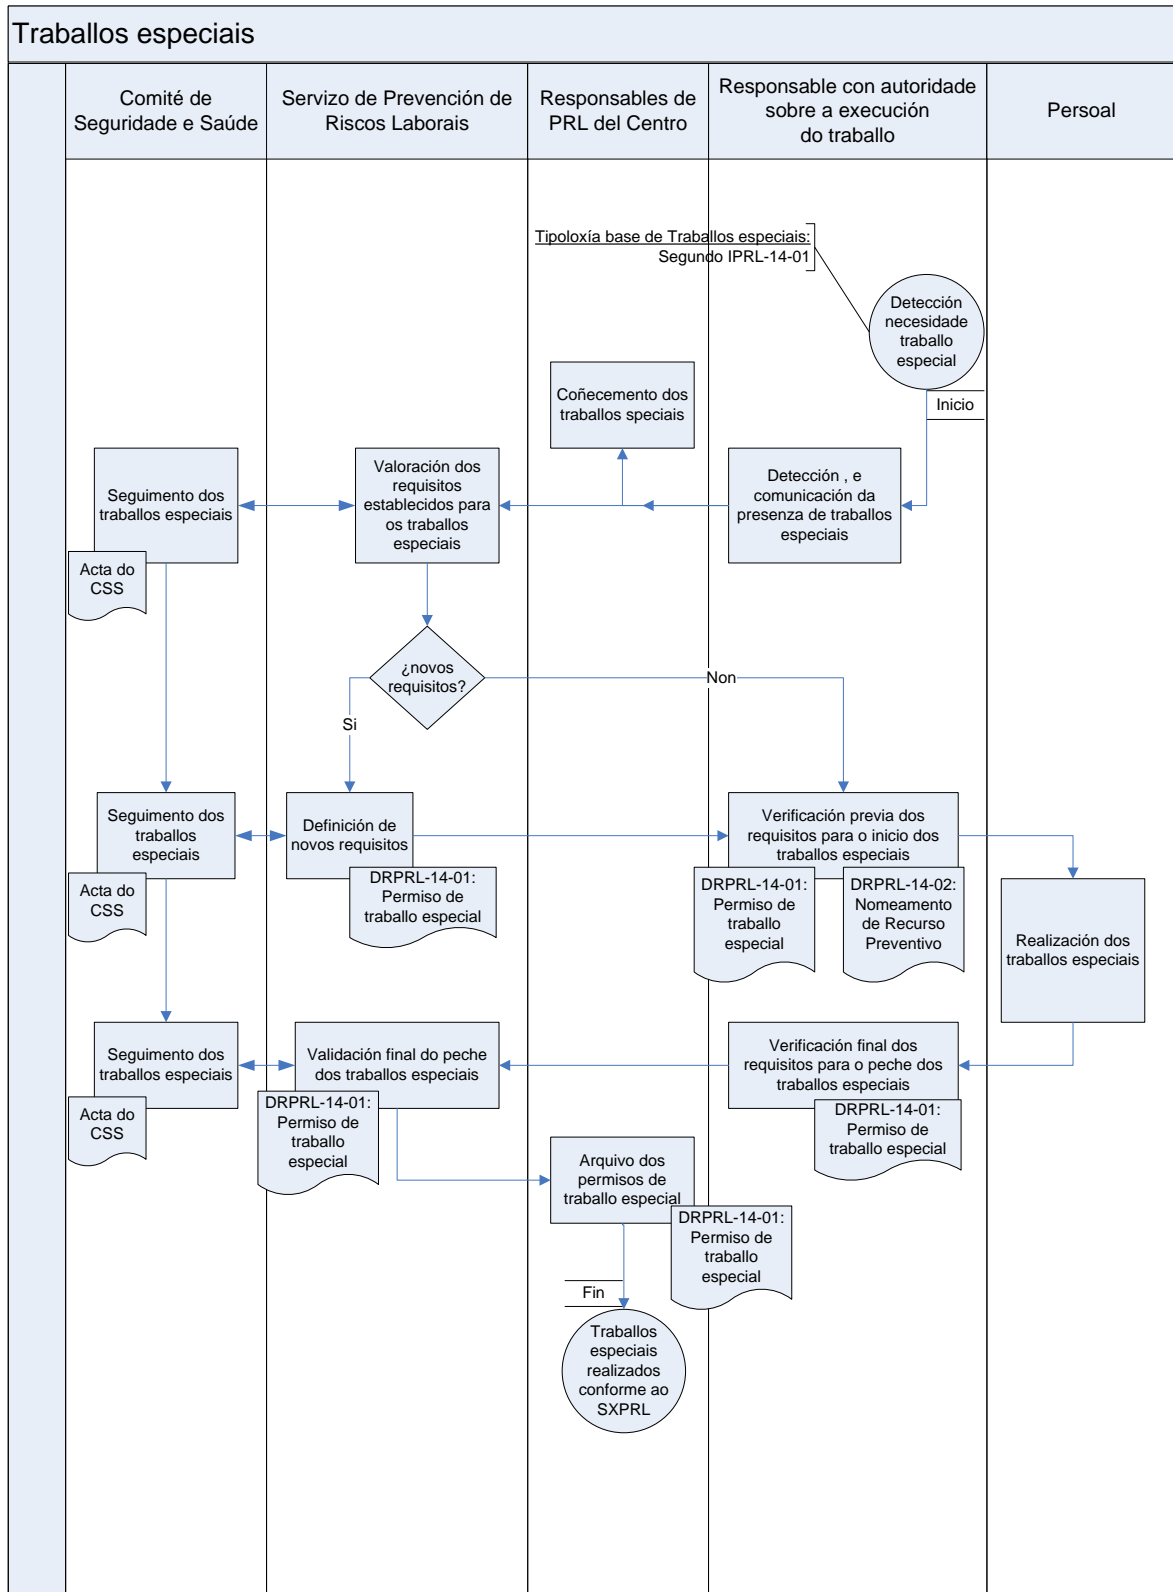 Traballos especiais
Comité de
Seguridade e Saúde
Servizo de Prevención de
Riscos Laborais
Responsables de
PRL del Centro
Responsable con autoridade
sobre a execución
do traballo
Persoal
Tipoloxía base de Traballos especiais:
Segundo IPRL-14-01
Detección
necesidade
traballo
especial
Inicio
Coñecemento dos
traballos speciais
Seguimento dos
traballos especiais
Acta do
CSS
Valoración dos
requisitos
establecidos para
os traballos
especiais
Detección , e
comunicación da
presenza de traballos
especiais
¿novos
requisitos?
Non
Si
Seguimento dos
traballos
especiais
Acta do
CSS
Definición de
novos requisitos
DRPRL-14-01:
Permiso de
traballo especial
Verificación previa dos
requisitos para o inicio dos
traballos especiais
DRPRL-14-01:
Permiso de
traballo
especial
DRPRL-14-02:
Nomeamento
de Recurso
Preventivo
Realización dos
traballos especiais
Seguimento dos
traballos especiais
Acta do
CSS
Validación final do peche
dos traballos especiais
DRPRL-14-01:
Permiso de
traballo
especial
Verificación final dos
requisitos para o peche dos
traballos especiais
DRPRL-14-01:
Permiso de
traballo especial
Arquivo dos
permisos de
traballo especial
DRPRL-14-01:
Permiso de
traballo
especial
Fin
Traballos
especiais
realizados
conforme ao
SXPRL